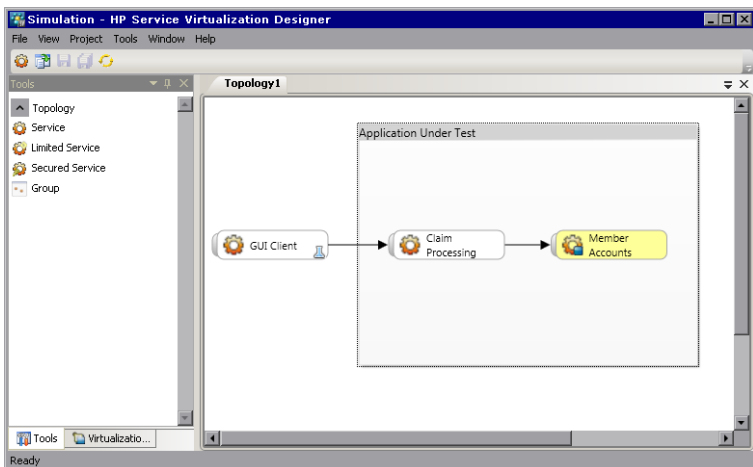 Simulation - HP Service Virtualization Designer
File View Project Tools Window Help
Tools
Topology1
Topology
Service
Limited Service
Secured Service
Group
Application Under Test
GUI Client
Claim
Processing
Member
Accounts
Tools
Virtualizatio...
Ready